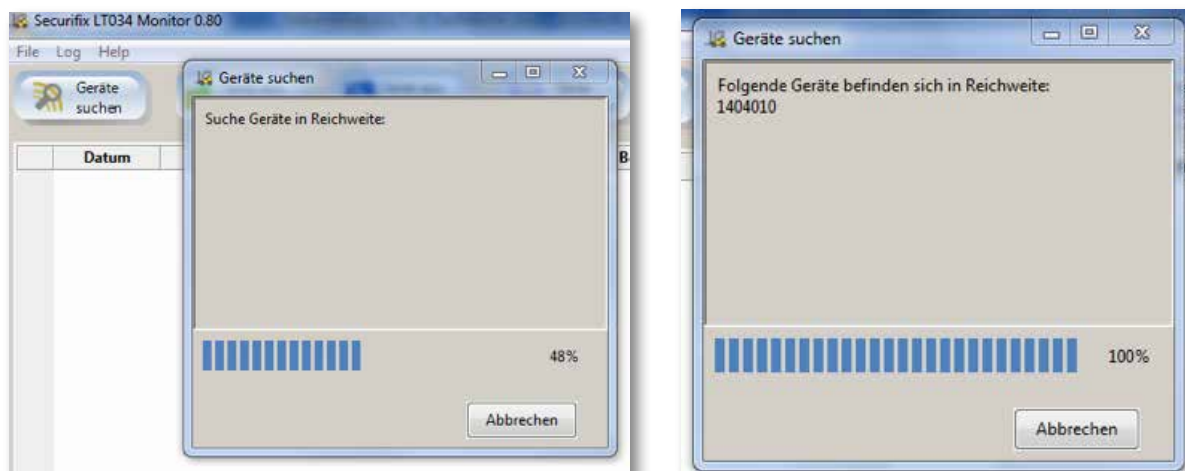 Securifix LT034 Monitor 0.80
File Log Help
Geräte
suchen
Datum
Geräte suchen
Suche Geräte in Reichweite:
48%
Abbrechen
Geräte suchen
Folgende Geräte befinden sich in Reichweite:
1404010
100%
Abbrechen